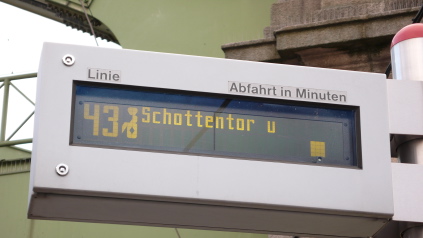 Linie Abfahrt in Minuten
43 Schottentor u